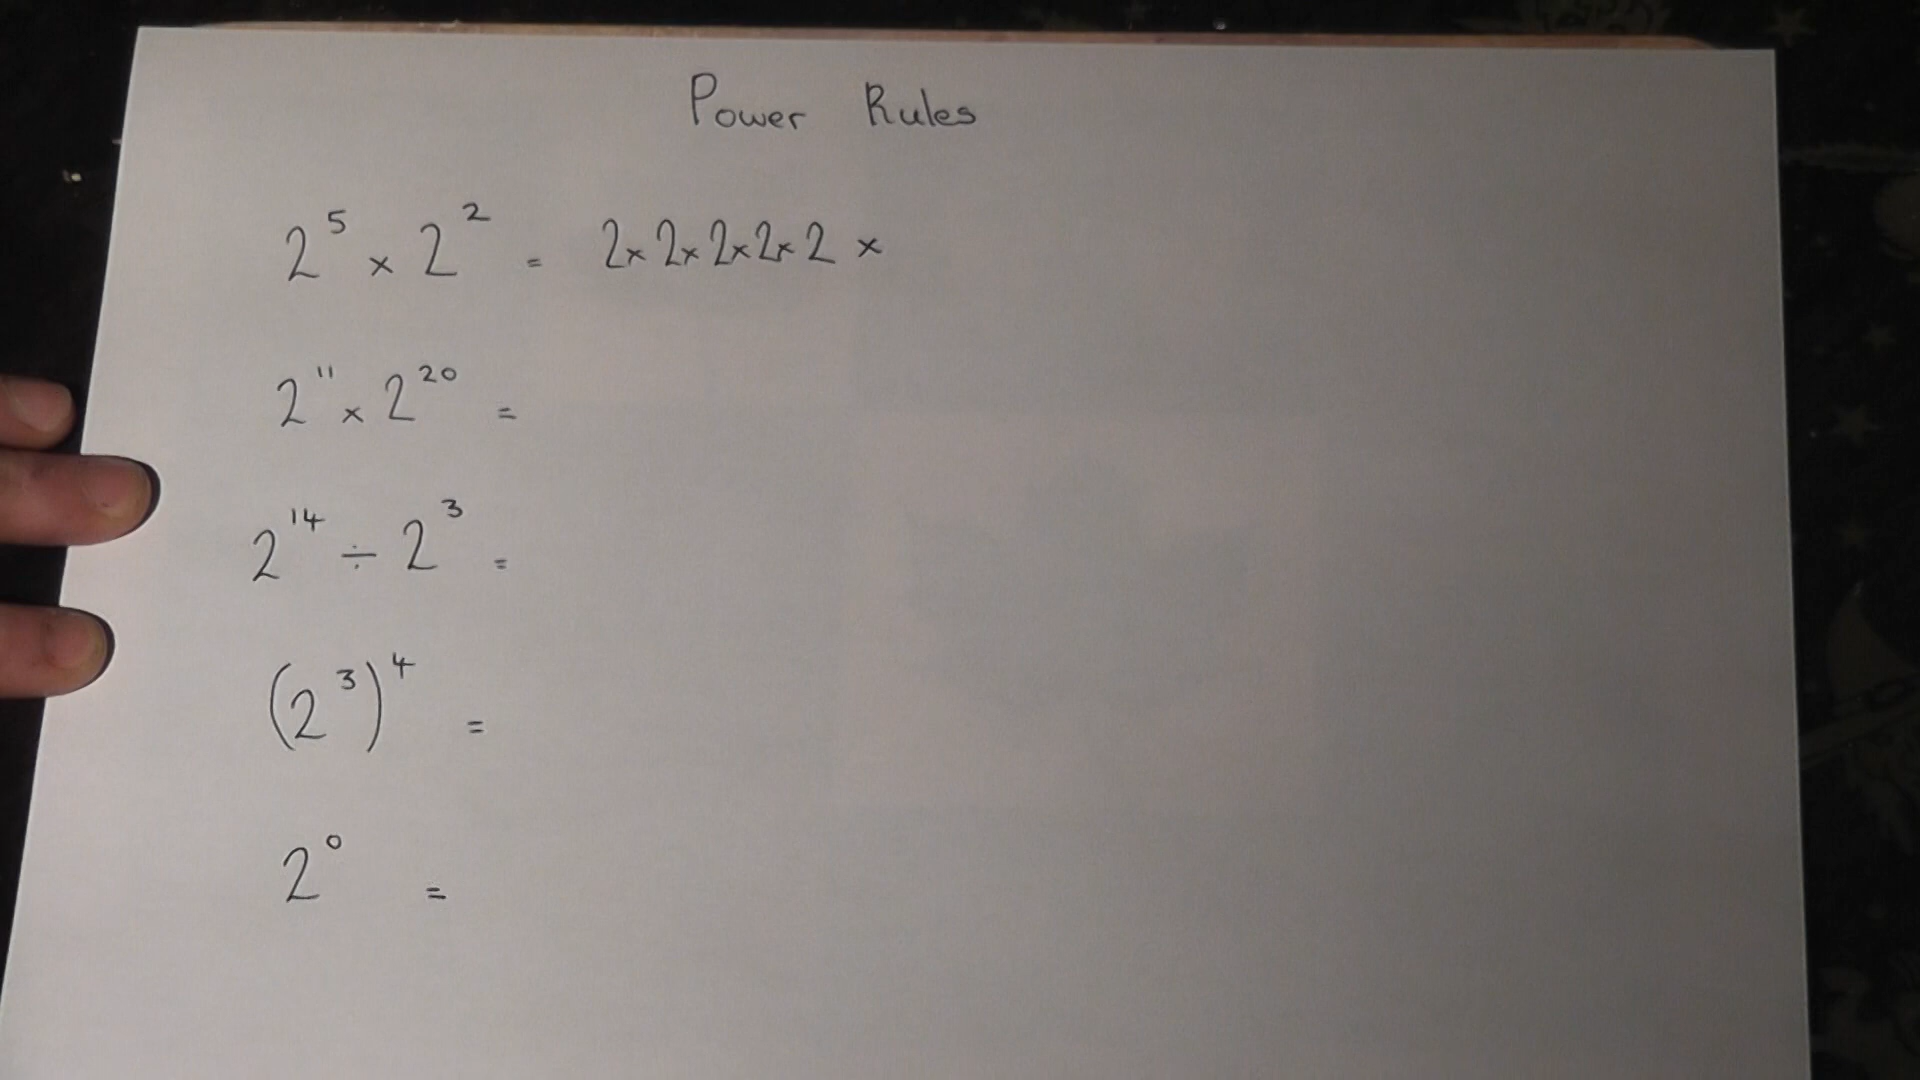 Power Rules
2⁵ × 2² = 2×2×2×2×2 ×
2¹¹ × 2²⁰ =
2¹⁴ ÷ 2³ =
(2³)⁴ =
2⁰ =